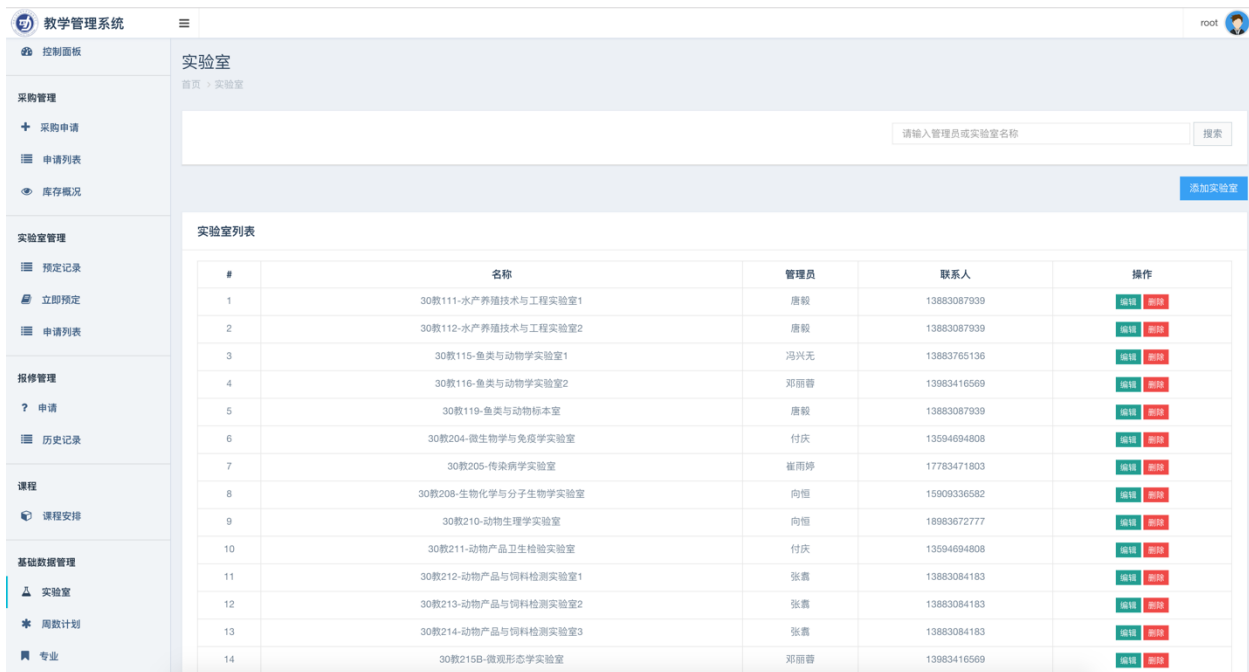 教学管理系统
root
控制面板
采购管理
采购申请
申请列表
库存概况
实验室管理
预定记录
立即预定
申请列表
报修管理
? 申请
历史记录
课程
课程安排
基础数据管理
实验室
周数计划
专业
实验室
首页 > 实验室
请输入管理员或实验室名称 搜索
添加实验室
实验室列表
# 名称 管理员 联系人 操作
1 30教111-水产养殖技术与工程实验室1 唐毅 13883087939 编辑 删除
2 30教112-水产养殖技术与工程实验室2 唐毅 13883087939 编辑 删除
3 30教115-鱼类与动物学实验室1 冯兴无 13883765136 编辑 删除
4 30教116-鱼类与动物学实验室2 邓丽蓉 13983416569 编辑 删除
5 30教119-鱼类与动物标本室 唐毅 13883087939 编辑 删除
6 30教204-微生物学与免疫学实验室 付庆 13594694808 编辑 删除
7 30教205-传染病学实验室 崔雨婷 17783471803 编辑 删除
8 30教208-生物化学与分子生物学实验室 向恒 15909336582 编辑 删除
9 30教210-动物生理学实验室 向恒 18983672777 编辑 删除
10 30教211-动物产品卫生检验实验室 付庆 13594694808 编辑 删除
11 30教212-动物产品与饲料检测实验室1 张翥 13883084183 编辑 删除
12 30教213-动物产品与饲料检测实验室2 张翥 13883084183 编辑 删除
13 30教214-动物产品与饲料检测实验室3 张翥 13883084183 编辑 删除
14 30教215B-微观形态学实验室 邓丽蓉 13983416569 编辑 删除